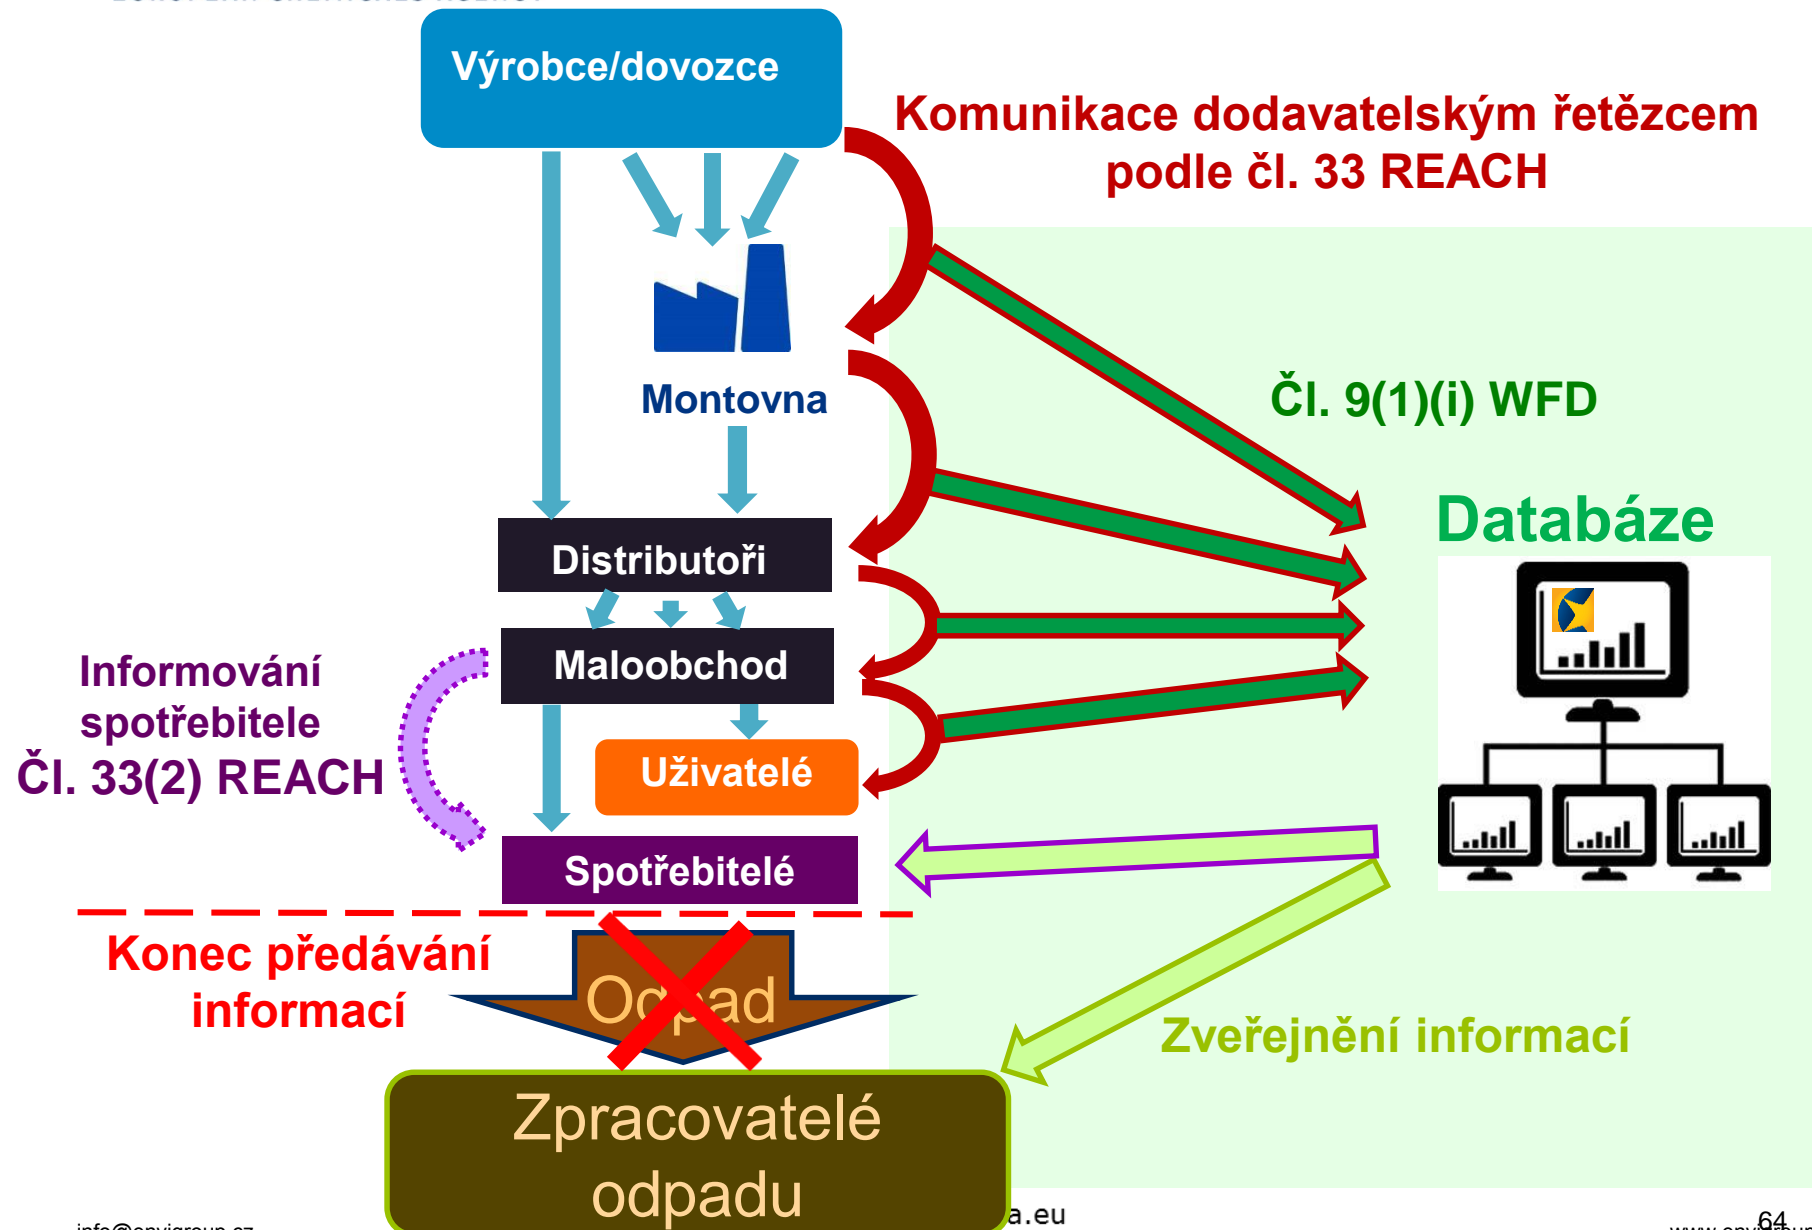 Výrobce/dovozce
Komunikace dodavatelským řetězcem
podle čl. 33 REACH
Montovna
Čl. 9(1)(i) WFD
Databáze
Distributoři
Maloobchod
Informování
spotřebitele
Čl. 33(2) REACH
Uživatelé
Spotřebitelé
Konec předávání
informací
Odpad
Zveřejnění informací
Zpracovatelé
odpadu
a.eu
64